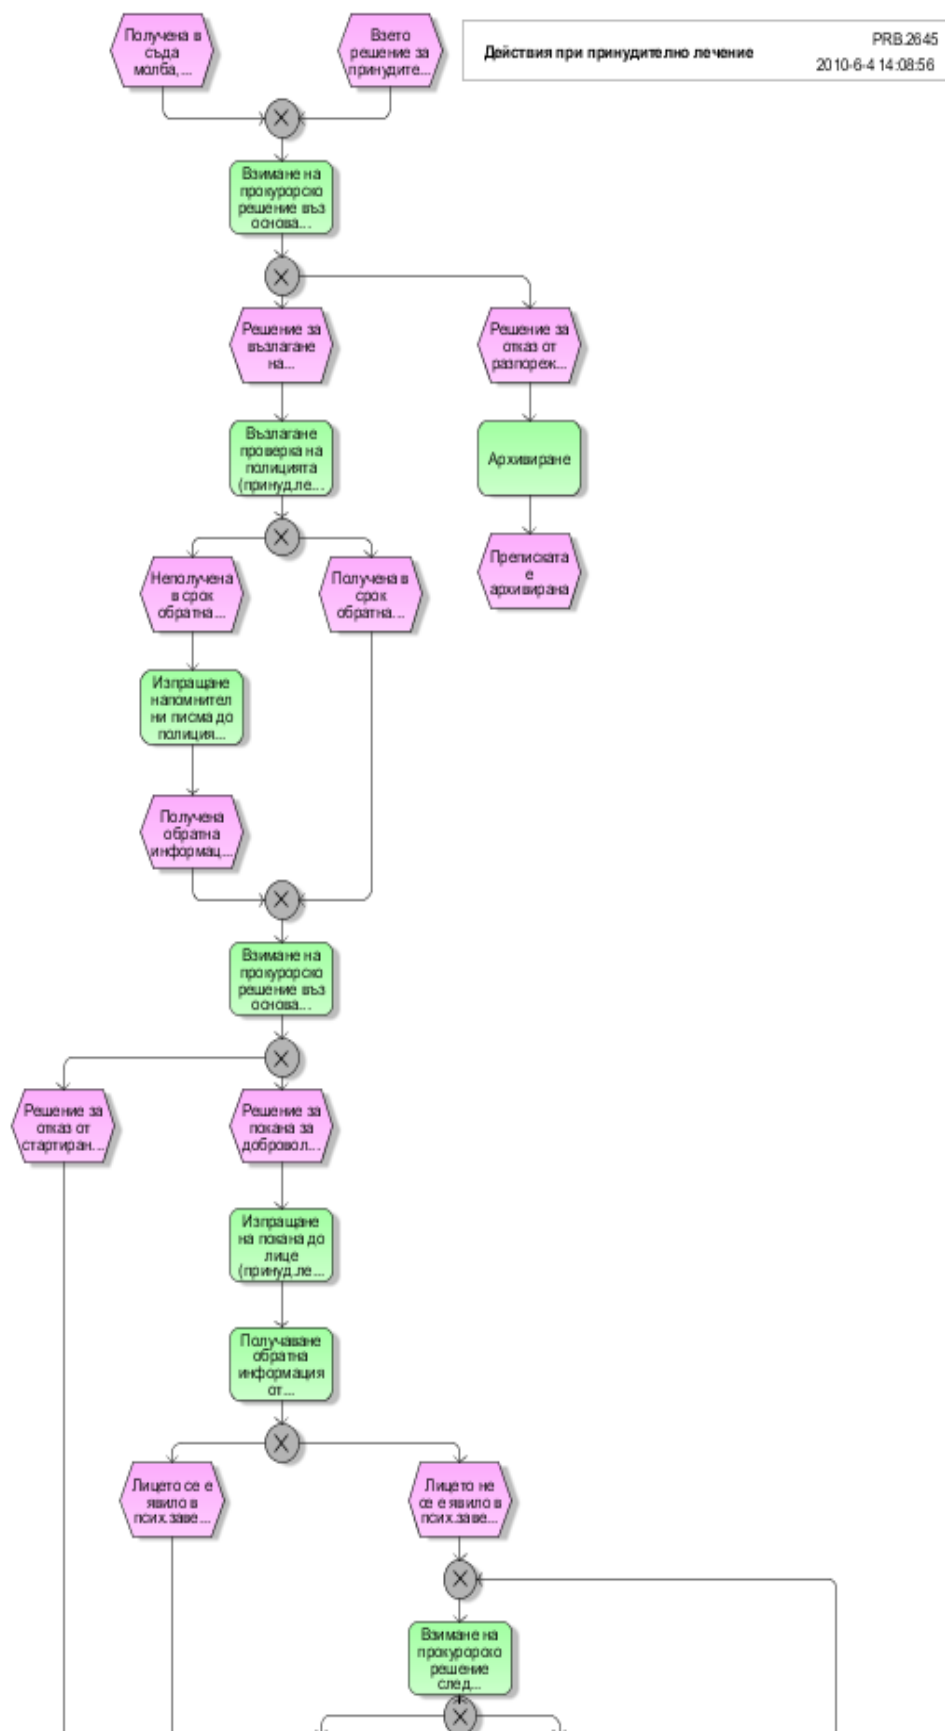 Получена в
съда
молба,...
Взето
решение за
принудите...
Действия при принудително лечение
PRB.2645
2010-6-4 14:08:56
Взимане на
прокурорско
решение въз
основа...
Решение за
възлагане
на...
Решение за
отказ от
разпореж...
Възлагане
проверка на
полицията
(принуд.ле...
Архивиране
Неполучена
в срок
обратна...
Получена в
срок
обратна...
Преписката
е
архивирана
Изпращане
напомнител
ни писма до
полиция...
Получена
обратна
информац...
Взимане на
прокурорско
решение въз
основа...
Решение за
отказ от
стартиран...
Решение за
покана за
доброво​л...
Изпращане
на покана до
лице
(принуд.ле...
Получаване
обратна
информация
от...
Лицето се е
явило в
псих.заве...
Лицето не
се е явило в
псих.заве...
Взимане на
прокурорско
решение
след...